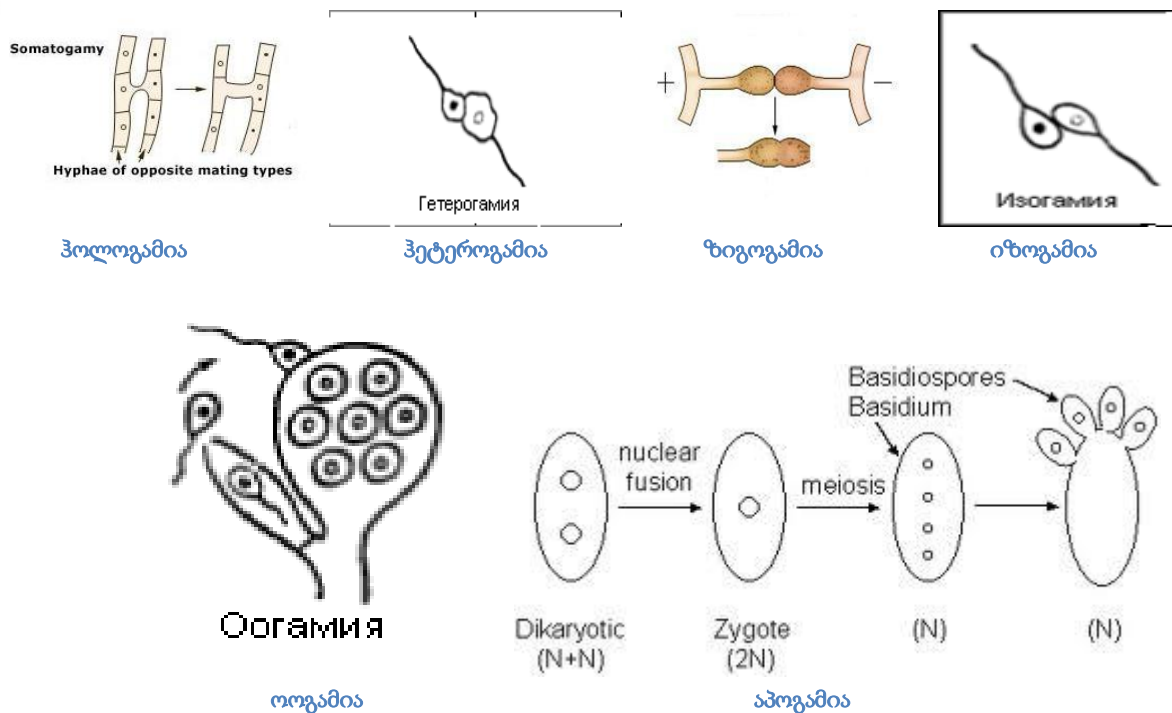 Somatogamy
Hyphae of opposite mating types
Гетерогамия
+ −
Изогамия
ჰოლოგამია
ჰეტეროგამია
ზიგოგამია
იზოგამია
Оогамия
ოოგამია
Basidiospores
Basidium
nuclear
fusion
meiosis
Dikaryotic
(N+N)
Zygote
(2N)
(N)
(N)
აპოგამია